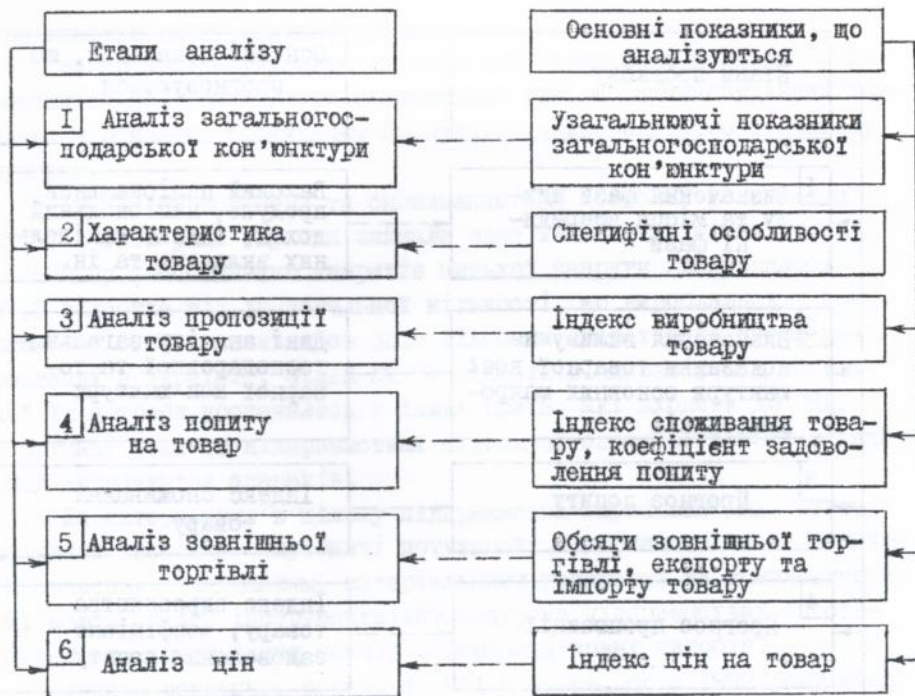 Етапи аналізу
Основні показники, що
аналізуються
1 Аналіз загальногос-
подарської кон'юнктури
Узагальнюючі показники
загальногосподарської
кон'юнктури
2 Характеристика
товару
Специфічні особливості
товару
3 Аналіз пропозиції
товару
Індекс виробництва
товару
4 Аналіз попиту
на товар
Індекс споживання това-
ру, коефіцієнт задово-
лення попиту
5 Аналіз зовнішньої
торгівлі
Обсяги зовнішньої тор-
гівлі, експорту та
імпорту товару
6 Аналіз цін
Індекс цін на товар